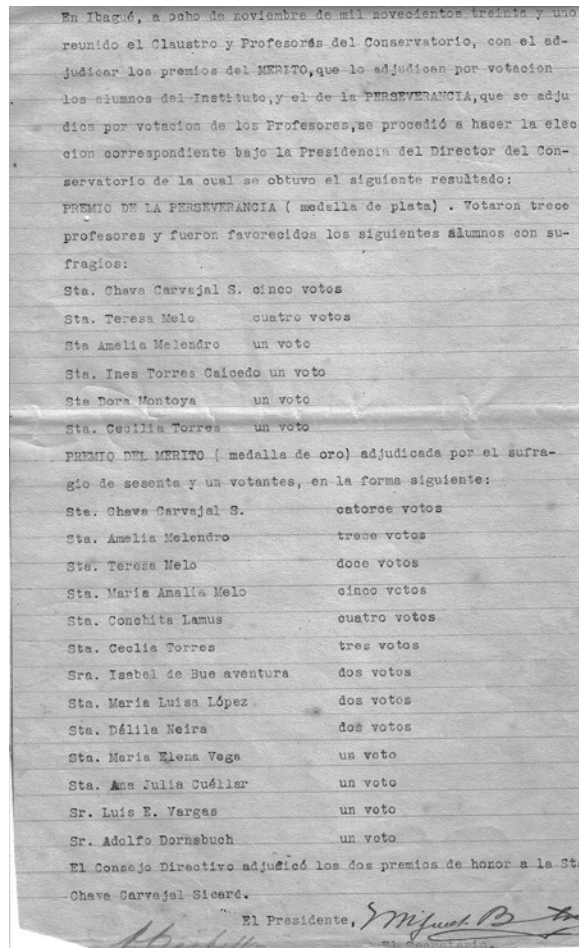 En Ibagué, a ocho de noviembre de mil novecientos treinta y uno
reunido el Claustro y Profesorés del Conservatorio, con el ad-
judicar los premios del MERITO,que lo adjudican por votacion
los alumnos del Instituto,y el de la PERSEVERANCIA,que se adju
dica por votacion de los Profesores,se procedió a hacer la elec
cion correspondiente bajo la Presidencia del Director del Con-
servatorio de la cual se obtuvo el siguiente resultado:
PREMIO DE LA PERSEVERANCIA ( medalla de plata) . Votaron trece
profesores y fueron favorecidos los siguientes alumnos con su-
fragios:
Sta. Chava Carvajal S. cinco votos
Sta. Teresa Melo cuatro votos
Sta Amelia Melendro un voto
Sta. Ines Torres Caicedo un voto
Sta Dora Montoya un voto
Sta. Cecilia Torres un voto
PREMIO DEL MERITO ( medalla de oro) adjudicada por el sufra-
gio de sesenta y un votantes, en la forma siguiente:
Sta. Chava Carvajal S. catorce votos
Sta. Amelia Melendro trece votos
Sta. Teresa Melo doce votos
Sta. Maria Amalia Melo cinco votos
Sta. Conchita Lamus cuatro votos
Sta. Ceclia Torres tres votos
Sra. Isabel de Bue aventura dos votos
Sta. Maria Luisa López dos votos
Sta. Délila Neira dos votos
Sta. Maria Elena Vega un voto
Sta. Ana Julia Cuéllar un voto
Sr. Luis E. Vargas un voto
Sr. Adolfo Dornsbuch un voto
El Consejo Directivo adjudicó los dos premios de honor a la Sta
Chava Carvajal Sicard.
El Presidente,
El Secretario